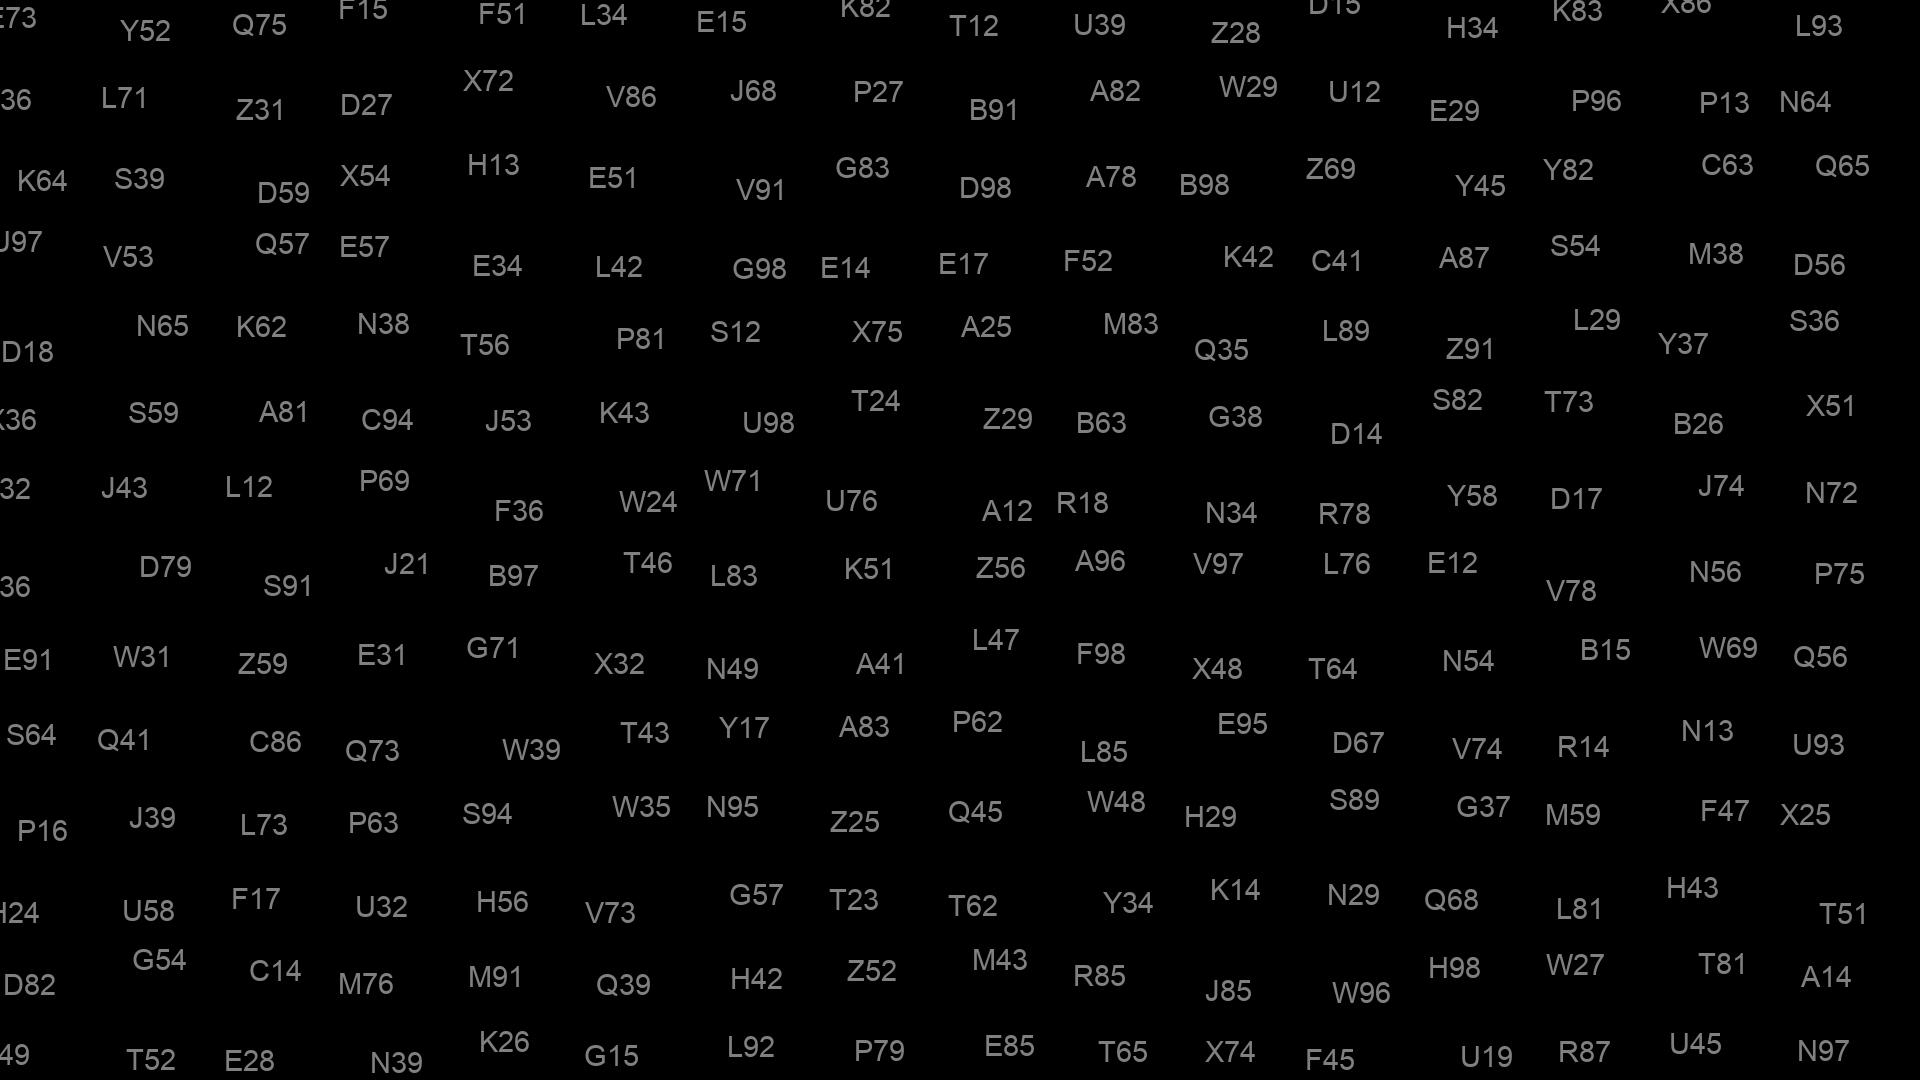 E73 Y52 Q75 F15 F51 L34 E15 K82 T12 U39 Z28 D15 H34 K83 X86 L93
36 L71 Z31 D27 X72 V86 J68 P27 B91 A82 W29 U12 E29 P96 P13 N64
K64 S39 D59 X54 H13 E51 V91 G83 D98 A78 B98 Z69 Y45 Y82 C63 Q65
U97 V53 Q57 E57 E34 L42 G98 E14 E17 F52 K42 C41 A87 S54 M38 D56
D18 N65 K62 N38 T56 P81 S12 X75 A25 M83 Q35 L89 Z91 L29 Y37 S36
36 S59 A81 C94 J53 K43 U98 T24 Z29 B63 G38 D14 S82 T73 B26 X51
32 J43 L12 P69 F36 W24 W71 U76 A12 R18 N34 R78 Y58 D17 J74 N72
36 D79 S91 J21 B97 T46 L83 K51 Z56 A96 V97 L76 E12 V78 N56 P75
E91 W31 Z59 E31 G71 X32 N49 A41 L47 F98 X48 T64 N54 B15 W69 Q56
S64 Q41 C86 Q73 W39 T43 Y17 A83 P62 L85 E95 D67 V74 R14 N13 U93
P16 J39 L73 P63 S94 W35 N95 Z25 Q45 W48 H29 S89 G37 M59 F47 X25
H24 U58 F17 U32 H56 V73 G57 T23 T62 Y34 K14 N29 Q68 L81 H43 T51
D82 G54 C14 M76 M91 Q39 H42 Z52 M43 R85 J85 W96 H98 W27 T81 A14
49 T52 E28 N39 K26 G15 L92 P79 E85 T65 X74 F45 U19 R87 U45 N97